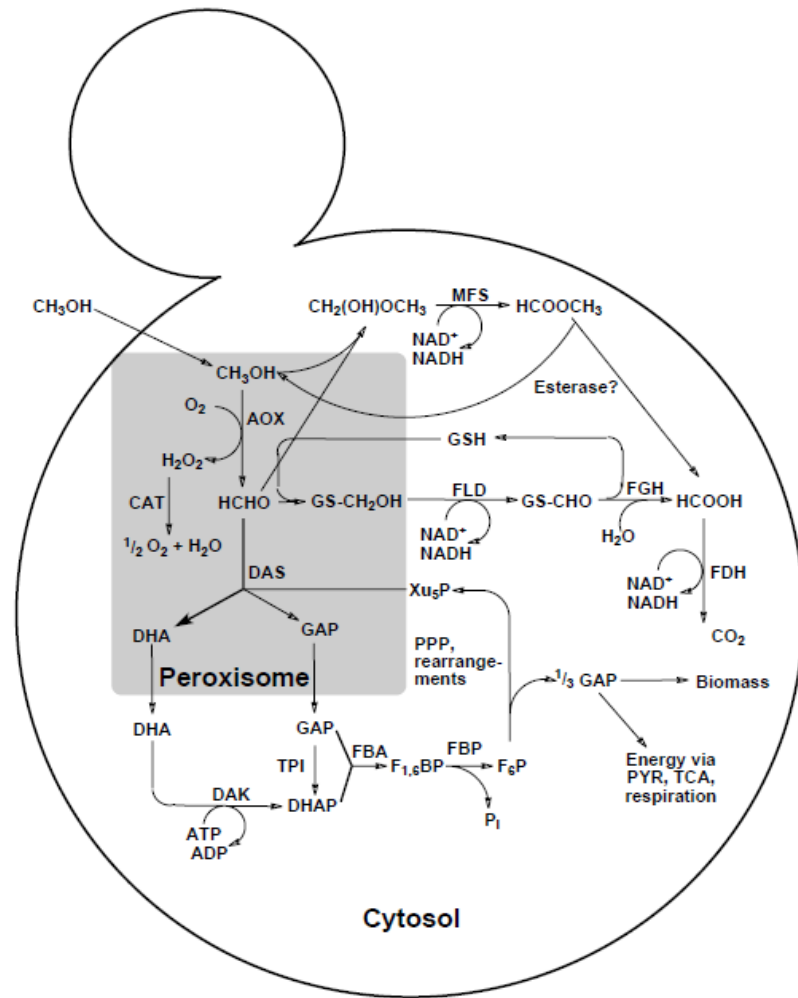 CH₃OH
CH₂(OH)OCH₃
MFS
HCOOCH₃
NAD⁺
NADH
CH₃OH
Esterase?
O₂
AOX
GSH
H₂O₂
CAT
HCHO
GS-CH₂OH
FLD
GS-CHO
FGH
HCOOH
NAD⁺
NADH
H₂O
½ O₂ + H₂O
DAS
Xu₅P
NAD⁺
NADH
FDH
DHA
GAP
CO₂
PPP,
rearrange-
ments
Peroxisome
⅓ GAP
Biomass
DHA
GAP
TPI
FBA
F₁,₆BP
FBP
F₆P
Energy via
PYR, TCA,
respiration
DAK
DHAP
ATP
ADP
Pᵢ
Cytosol